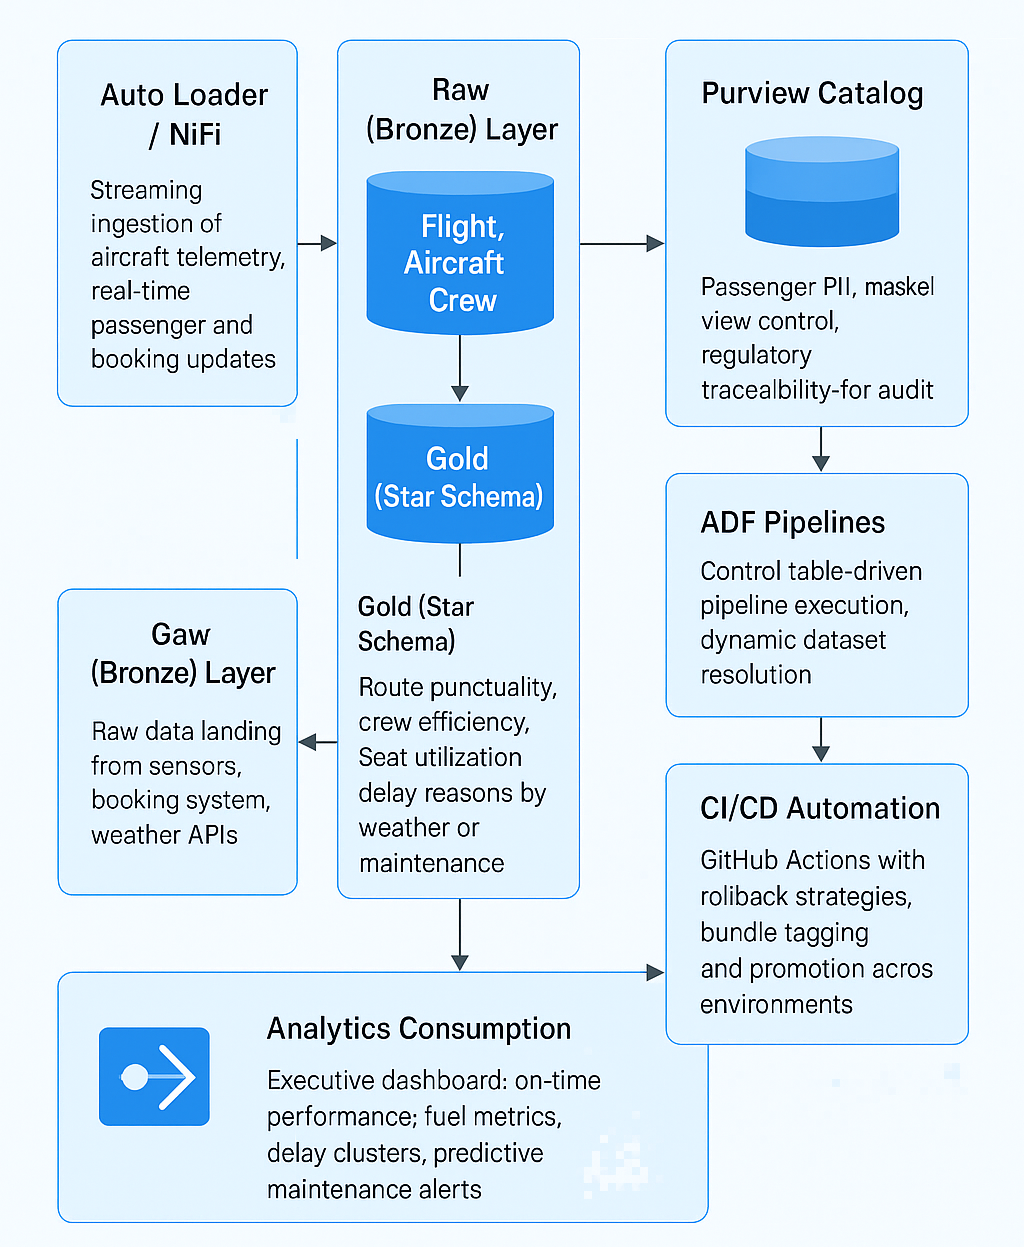 Auto Loader
/ NiFi
Streaming
ingestion of
aircraft telemetry,
real-time
passenger and
booking updates
Raw
(Bronze) Layer
Flight,
Aircraft
Crew
Gold
(Star Schema)
Gold (Star
Schema)
Route punctuality,
crew efficiency,
Seat utilization
delay reasons by
weather or
maintenance
Purview Catalog
Passenger PII, maskel
view control,
regulatory
tracealbility-for audit
ADF Pipelines
Control table-driven
pipeline execution,
dynamic dataset
resolution
Gaw
(Bronze) Layer
Raw data landing
from sensors,
booking system,
weather APIs
CI/CD Automation
GitHub Actions with
roliback strategies,
bundle tagging
and promotion acros
environments
Analytics Consumption
Executive dashboard: on-time
performance; fuel metrics,
delay clusters, predictive
maintenance alerts